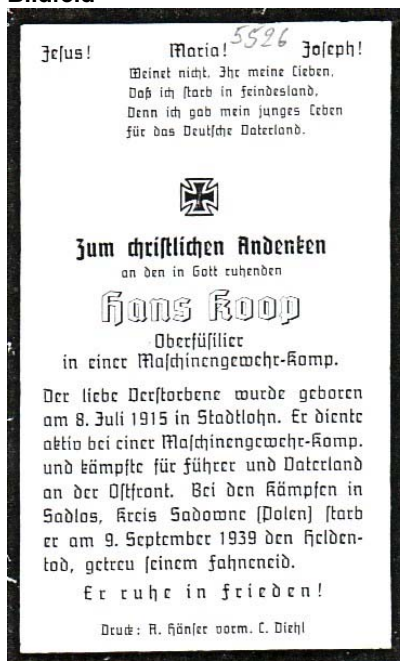 Bildfeld
5526
Jesus! Maria! Joseph!
Weinet nicht, Ihr meine Lieben,
Daß ich starb in Feindesland,
Denn ich gab mein junges Leben
Für das Deutsche Vaterland.
Zum christlichen Andenken
an den in Gott ruhenden
Hans Koop
Oberfüsilier
in einer Maschinengewehr-Komp.
Der liebe Verstorbene wurde geboren
am 8. Juli 1915 in Stadtlohn. Er diente
aktiv bei einer Maschinengewehr-Komp.
und kämpfte für Führer und Vaterland
an der Ostfront. Bei den Kämpfen in
Sadlos, Kreis Sadowne (Polen) starb
er am 9. September 1939 den Helden-
tod, getreu seinem Fahneneid.
Er ruhe in Frieden!
Druck: A. Hänser vorm. C. Diehl